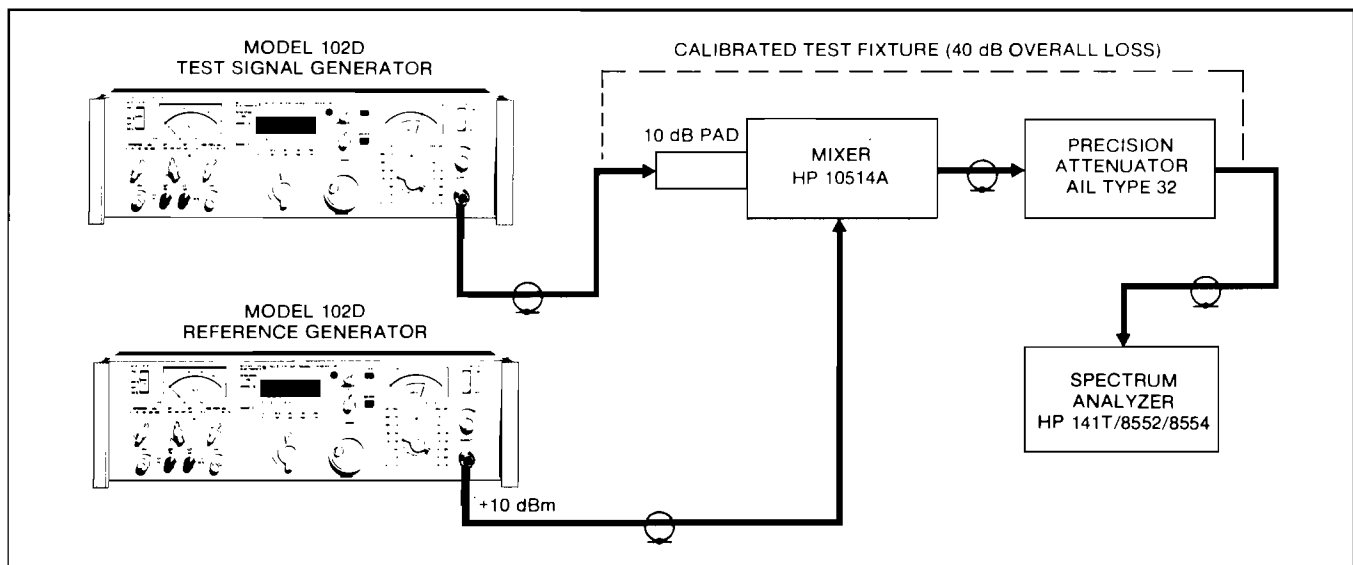 MODEL 102D
TEST SIGNAL GENERATOR
CALIBRATED TEST FIXTURE (40 dB OVERALL LOSS)
10 dB PAD
MIXER
HP 10514A
PRECISION
ATTENUATOR
AIL TYPE 32
MODEL 102D
REFERENCE GENERATOR
+10 dBm
SPECTRUM
ANALYZER
HP 141T/8552/8554